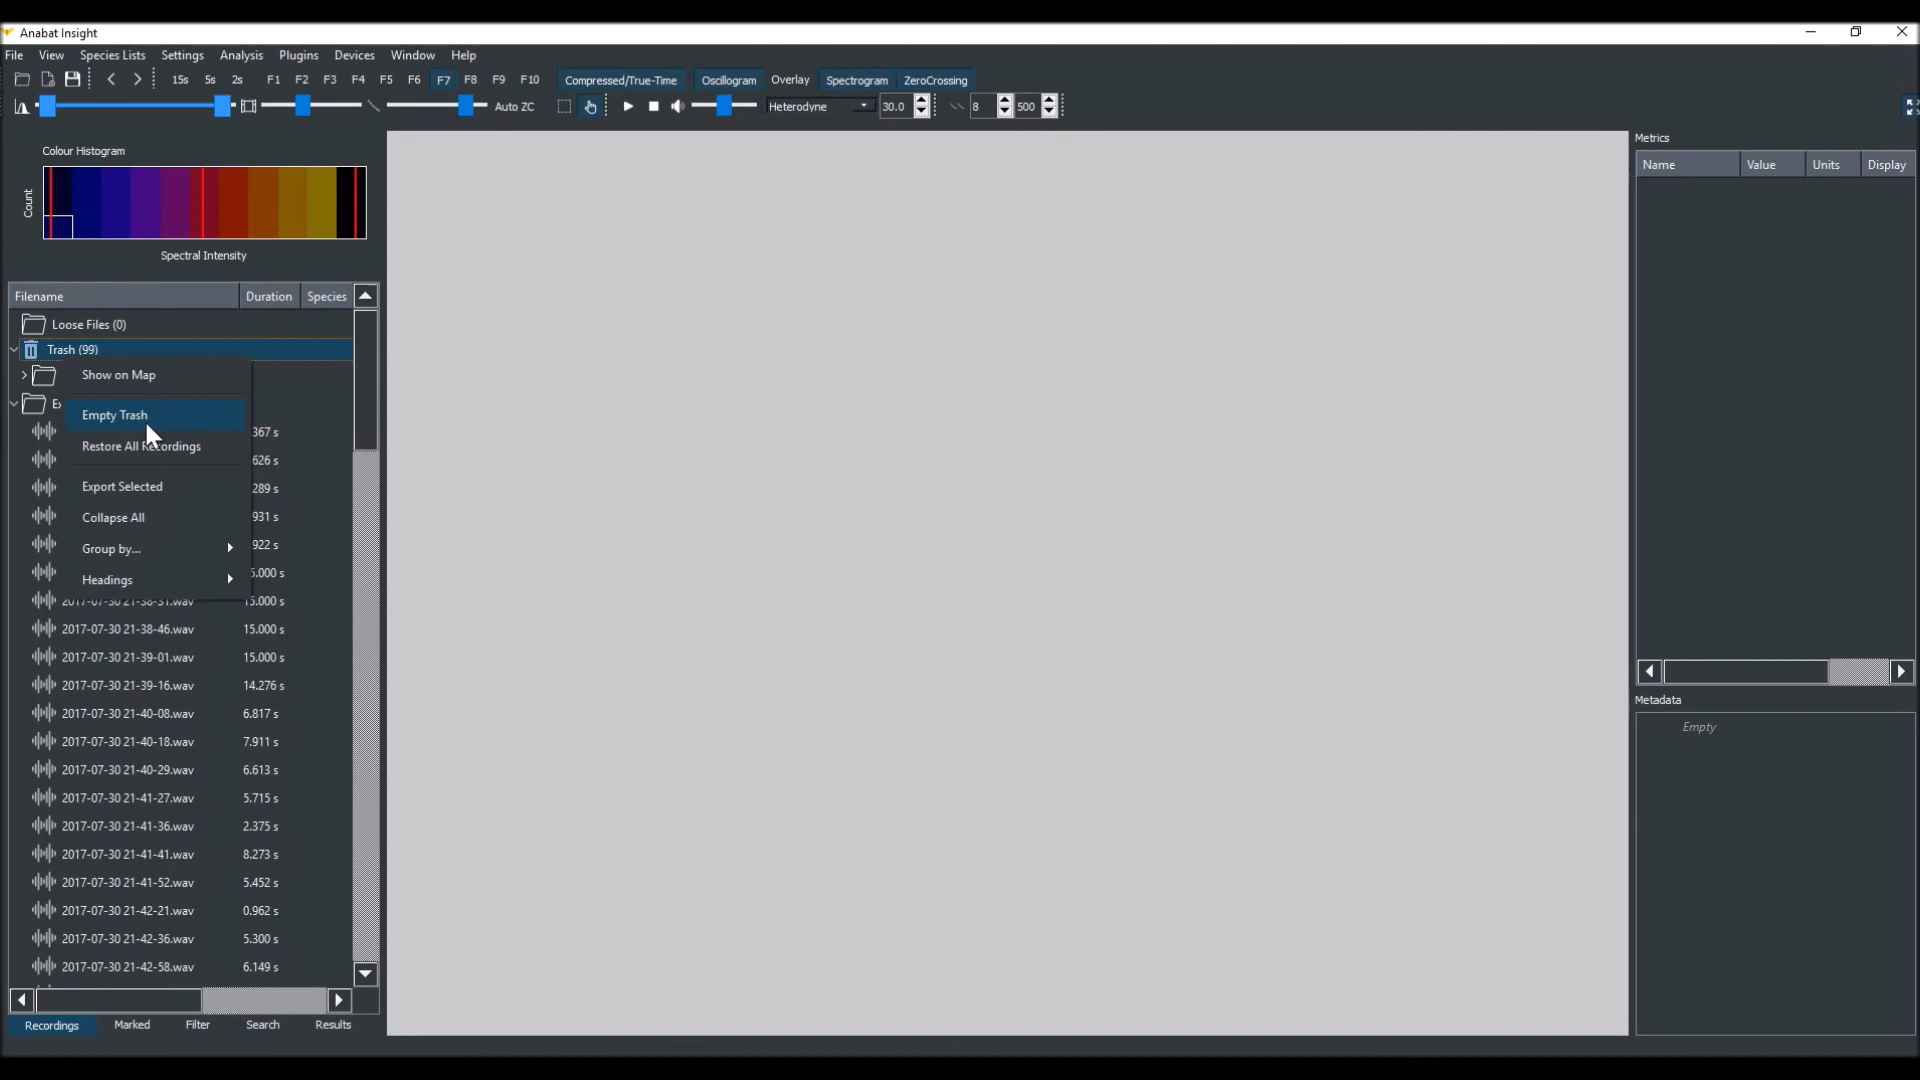 Anabat Insight
File View Species Lists Settings Analysis Plugins Devices Window Help
15s 5s 2s F1 F2 F3 F4 F5 F6 F7 F8 F9 F10 Compressed/True-Time Oscillogram Overlay Spectrogram ZeroCrossing
Auto ZC Heterodyne 30.0 8 500
Colour Histogram
Count
Spectral Intensity
Filename Duration Species
Loose Files (0)
Trash (99)
Show on Map
Empty Trash
367 s
Restore All Recordings
626 s
Export Selected
289 s
Collapse All
931 s
Group by...
922 s
Headings
5.000 s
2017-07-30 21-38-31.wav 15.000 s
2017-07-30 21-38-46.wav 15.000 s
2017-07-30 21-39-01.wav 15.000 s
2017-07-30 21-39-16.wav 14.276 s
2017-07-30 21-40-08.wav 6.817 s
2017-07-30 21-40-18.wav 7.911 s
2017-07-30 21-40-29.wav 6.613 s
2017-07-30 21-41-27.wav 5.715 s
2017-07-30 21-41-36.wav 2.375 s
2017-07-30 21-41-41.wav 8.273 s
2017-07-30 21-41-52.wav 5.452 s
2017-07-30 21-42-21.wav 0.962 s
2017-07-30 21-42-36.wav 5.300 s
2017-07-30 21-42-58.wav 6.149 s
Recordings Marked Filter Search Results
Metrics
Name Value Units Display
Metadata
Empty